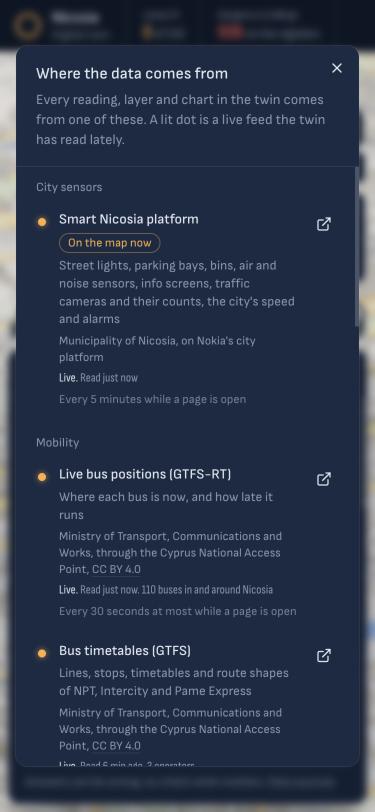 Nicosia
Where the data comes from
Every reading, layer and chart in the twin comes
from one of these. A lit dot is a live feed the twin
has read lately.
City sensors
Smart Nicosia platform
On the map now
Street lights, parking bays, bins, air and
noise sensors, info screens, traffic
cameras and their counts, the city's speed
and alarms
Municipality of Nicosia, on Nokia's city
platform
Live. Read just now
Every 5 minutes while a page is open
Mobility
Live bus positions (GTFS-RT)
Where each bus is now, and how late it
runs
Ministry of Transport, Communications and
Works, through the Cyprus National Access
Point, CC BY 4.0
Live. Read just now. 110 buses in and around Nicosia
Every 30 seconds at most while a page is open
Bus timetables (GTFS)
Lines, stops, timetables and route shapes
of NPT, Intercity and Pame Express
Ministry of Transport, Communications and
Works, through the Cyprus National Access
Point, CC BY 4.0
Live. Read 6 min ago. 3 operators